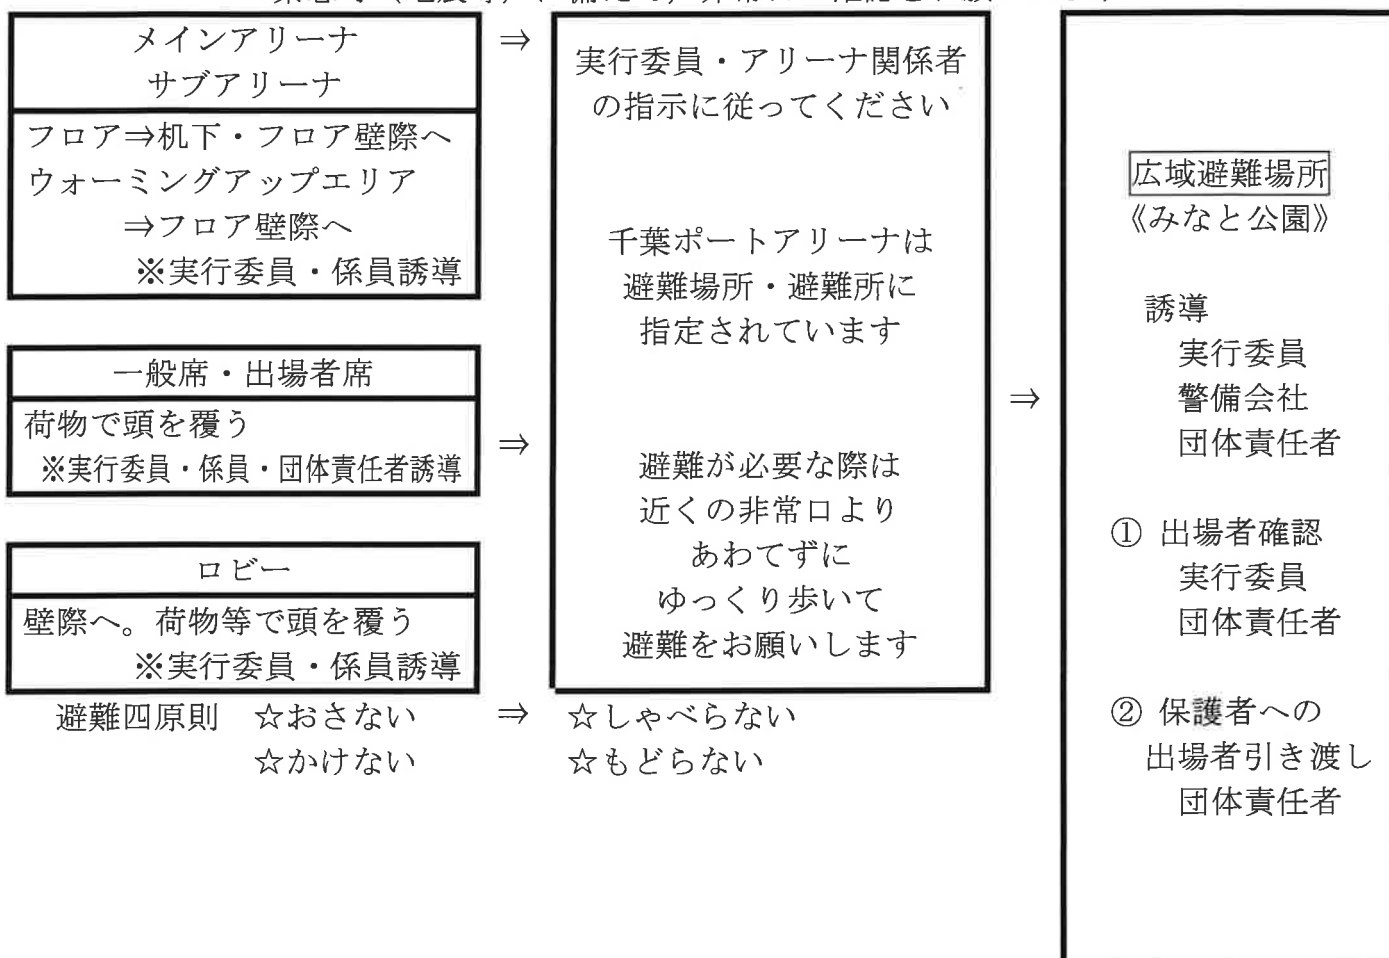 メインアリーナ
サブアリーナ
フロア⇒机下・フロア壁際へ
ウォーミングアップエリア
⇒フロア壁際へ
※実行委員・係員誘導
⇒
一般席・出場者席
荷物で頭を覆う
※実行委員・係員・団体責任者誘導
⇒
ロビー
壁際へ。荷物等で頭を覆う
※実行委員・係員誘導
⇒
実行委員・アリーナ関係者
の指示に従ってください
千葉ポートアリーナは
避難場所・避難所に
指定されています
避難が必要な際は
近くの非常口より
あわてずに
ゆっくり歩いて
避難をお願いします
⇒
広域避難場所
《みなと公園》
誘導
実行委員
警備会社
団体責任者
① 出場者確認
実行委員
団体責任者
② 保護者への
出場者引き渡し
団体責任者
避難四原則 ☆おさない ☆しゃべらない
☆かけない ☆もどらない